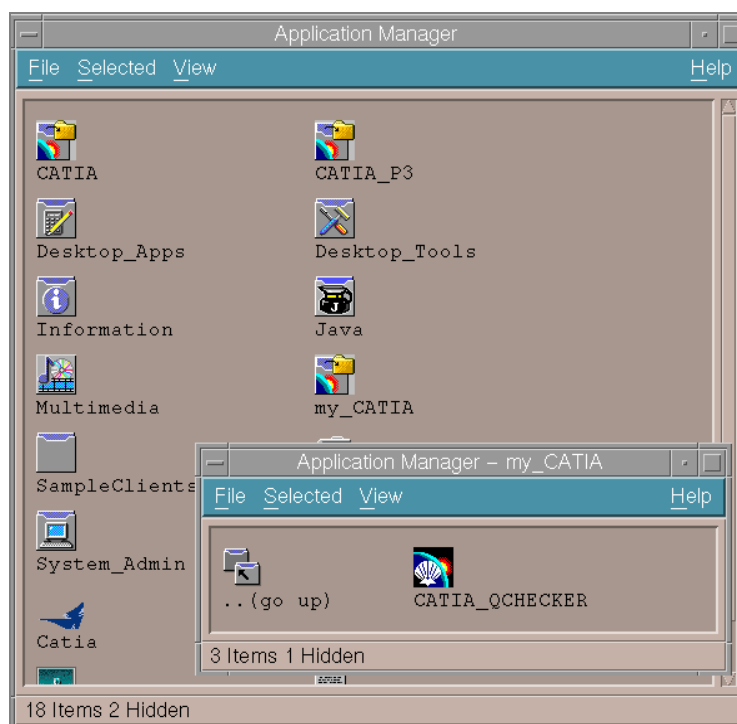 Application Manager
File Selected View Help
CATIA CATIA_P3
Desktop_Apps Desktop_Tools
Information Java
Multimedia my_CATIA
SampleClients
System_Admin
Catia
Application Manager – my_CATIA
File Selected View Help
..(go up) CATIA_QCHECKER
3 Items 1 Hidden
18 Items 2 Hidden